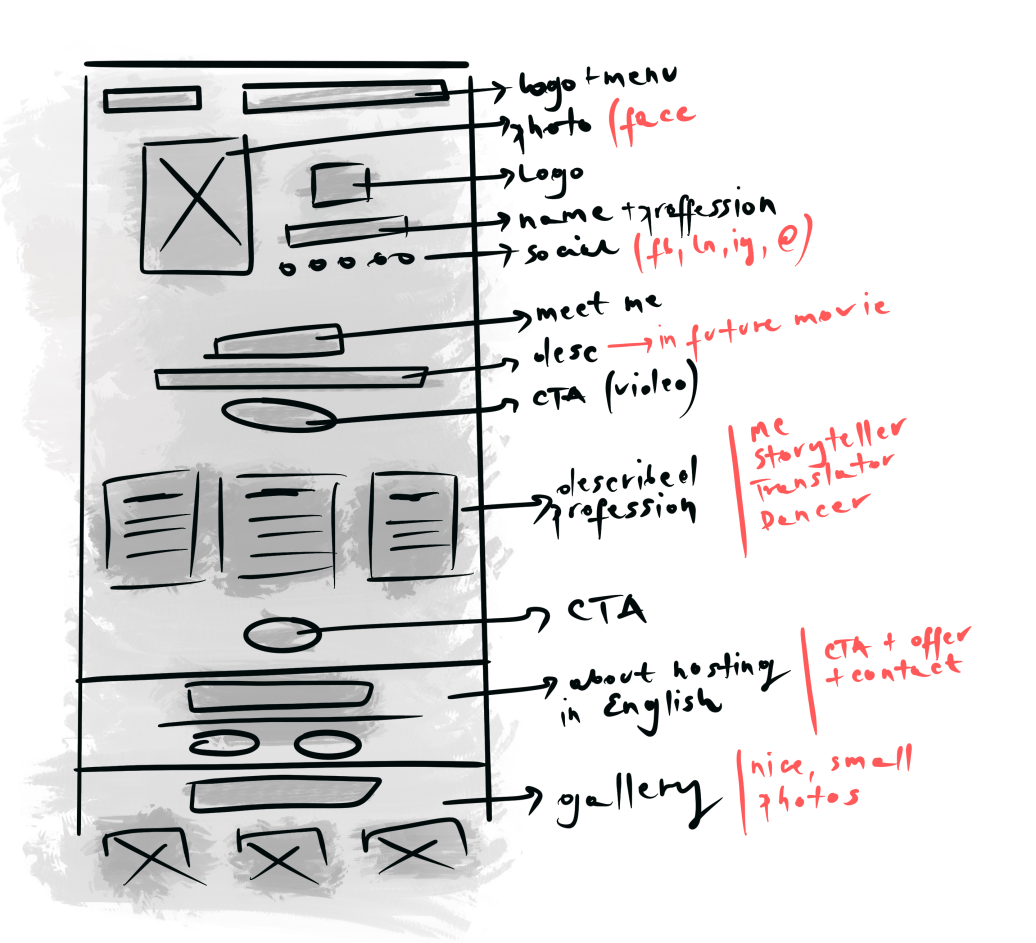 logo + menu
photo (face
Logo
name + proffession
social (fb, ln, ig, @)
meet me
desc → in future movie
CTA (video)
described
profession
me
storyteller
Translator
Dancer
CTA
about hosting
in English
CTA + offer
+ contact
gallery
nice, small
photos